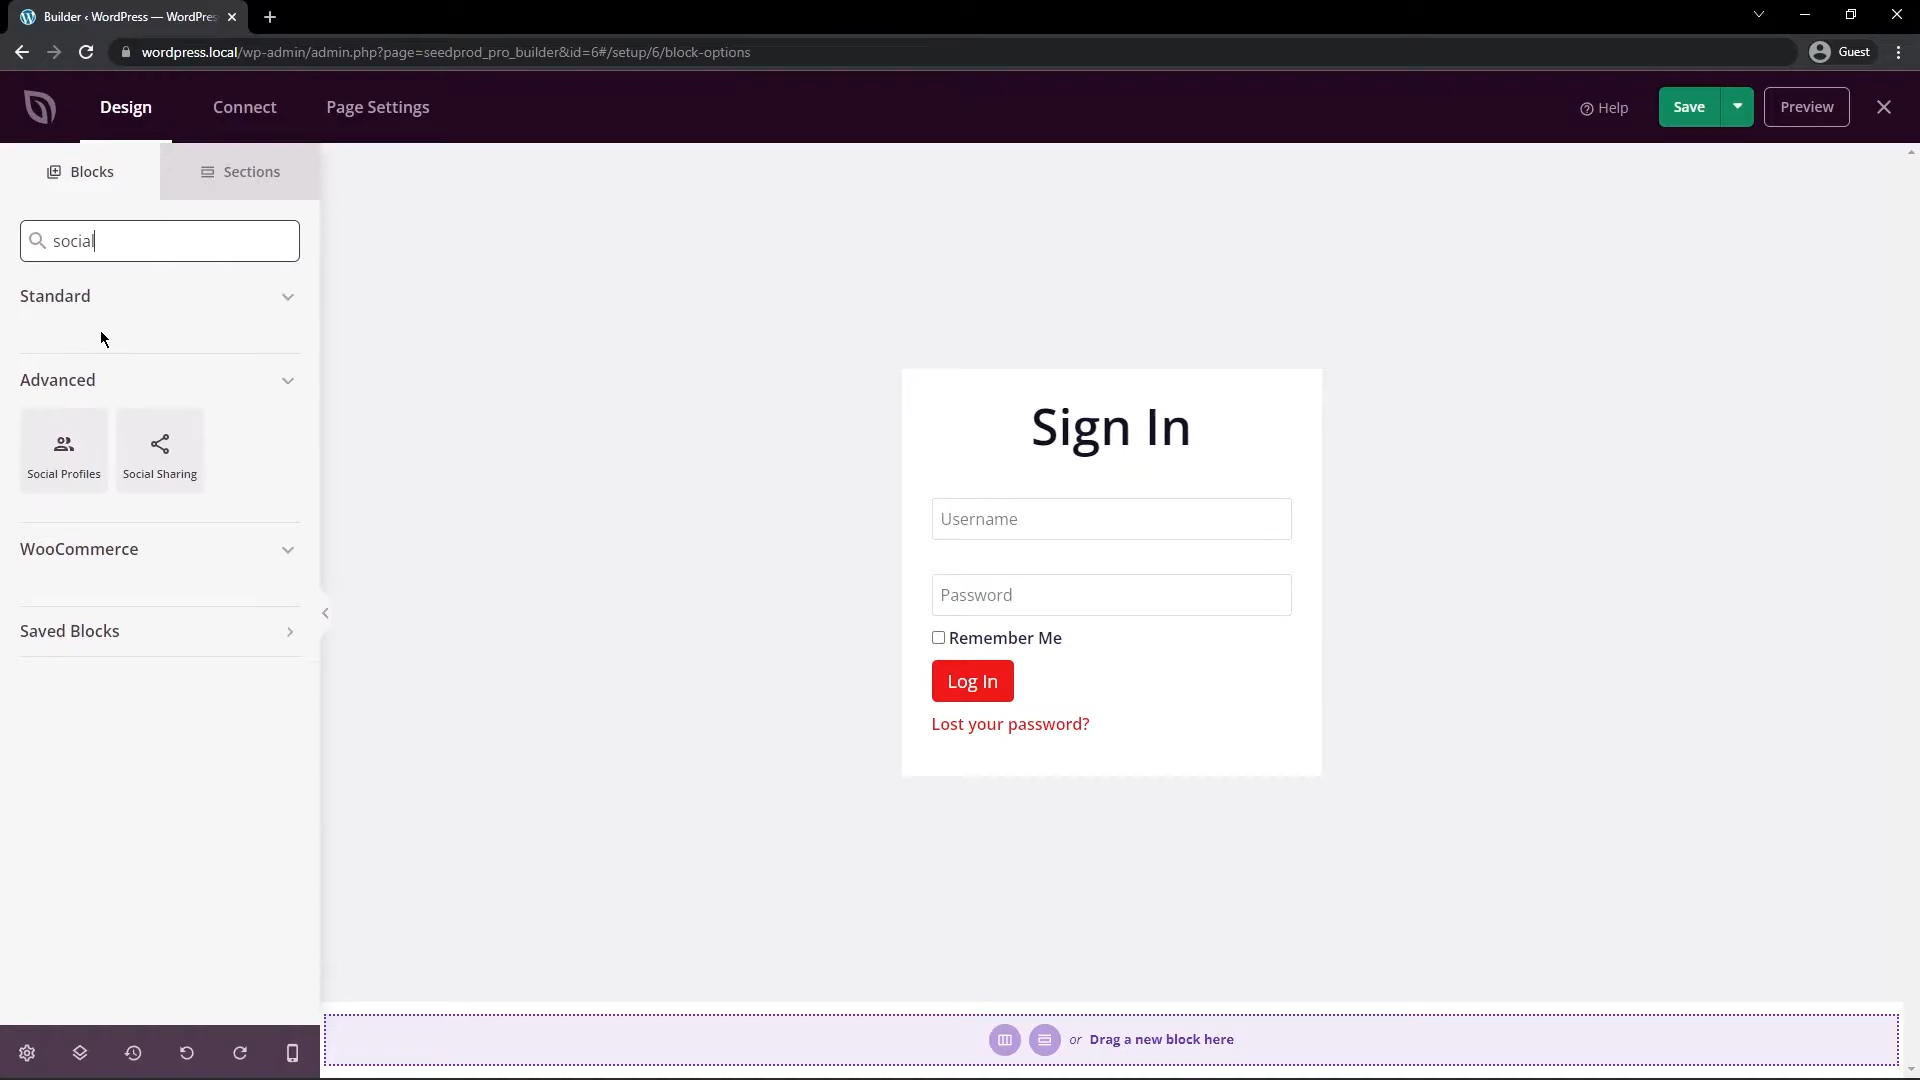 Builder ‹ WordPress — WordPres
wordpress.local/wp-admin/admin.php?page=seedprod_pro_builder&id=6#/setup/6/block-options
Guest
Design
Connect
Page Settings
Help
Save
Preview
Blocks
Sections
social
Standard
Advanced
Social Profiles
Social Sharing
WooCommerce
Saved Blocks
Sign In
Username
Password
Remember Me
Log In
Lost your password?
or Drag a new block here